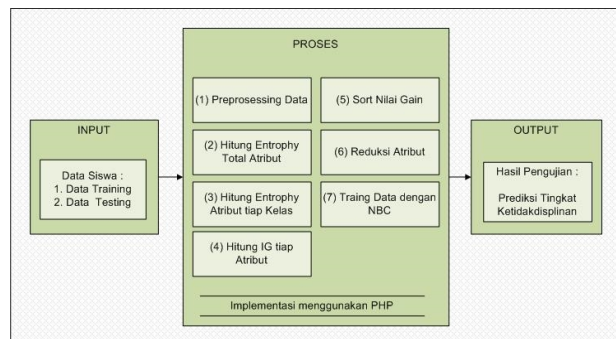 PROSES
(1) Preprosessing Data
(2) Hitung Entrophy
Total Atribut
(3) Hitung Entrophy
Atribut tiap Kelas
(4) Hitung IG tiap
Atribut
(5) Sort Nilai Gain
(6) Reduksi Atribut
(7) Traing Data dengan
NBC
Implementasi menggunakan PHP
INPUT
Data Siswa :
1. Data Training
2. Data Testing
OUTPUT
Hasil Pengujian :
Prediksi Tingkat
Ketidakdisplinan